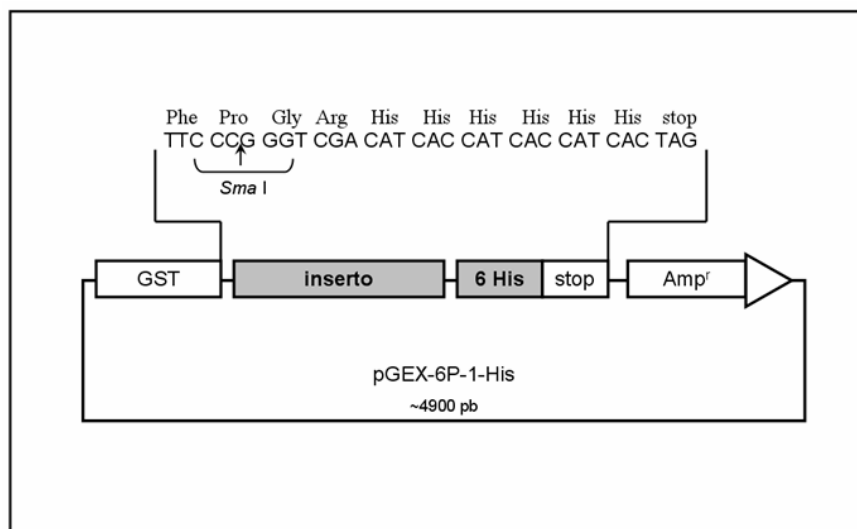 Phe Pro Gly Arg His His His His His His stop
TTC CCG GGT CGA CAT CAC CAT CAC CAT CAC TAG
Sma I
GST inserto 6 His stop Ampʳ
pGEX-6P-1-His
~4900 pb